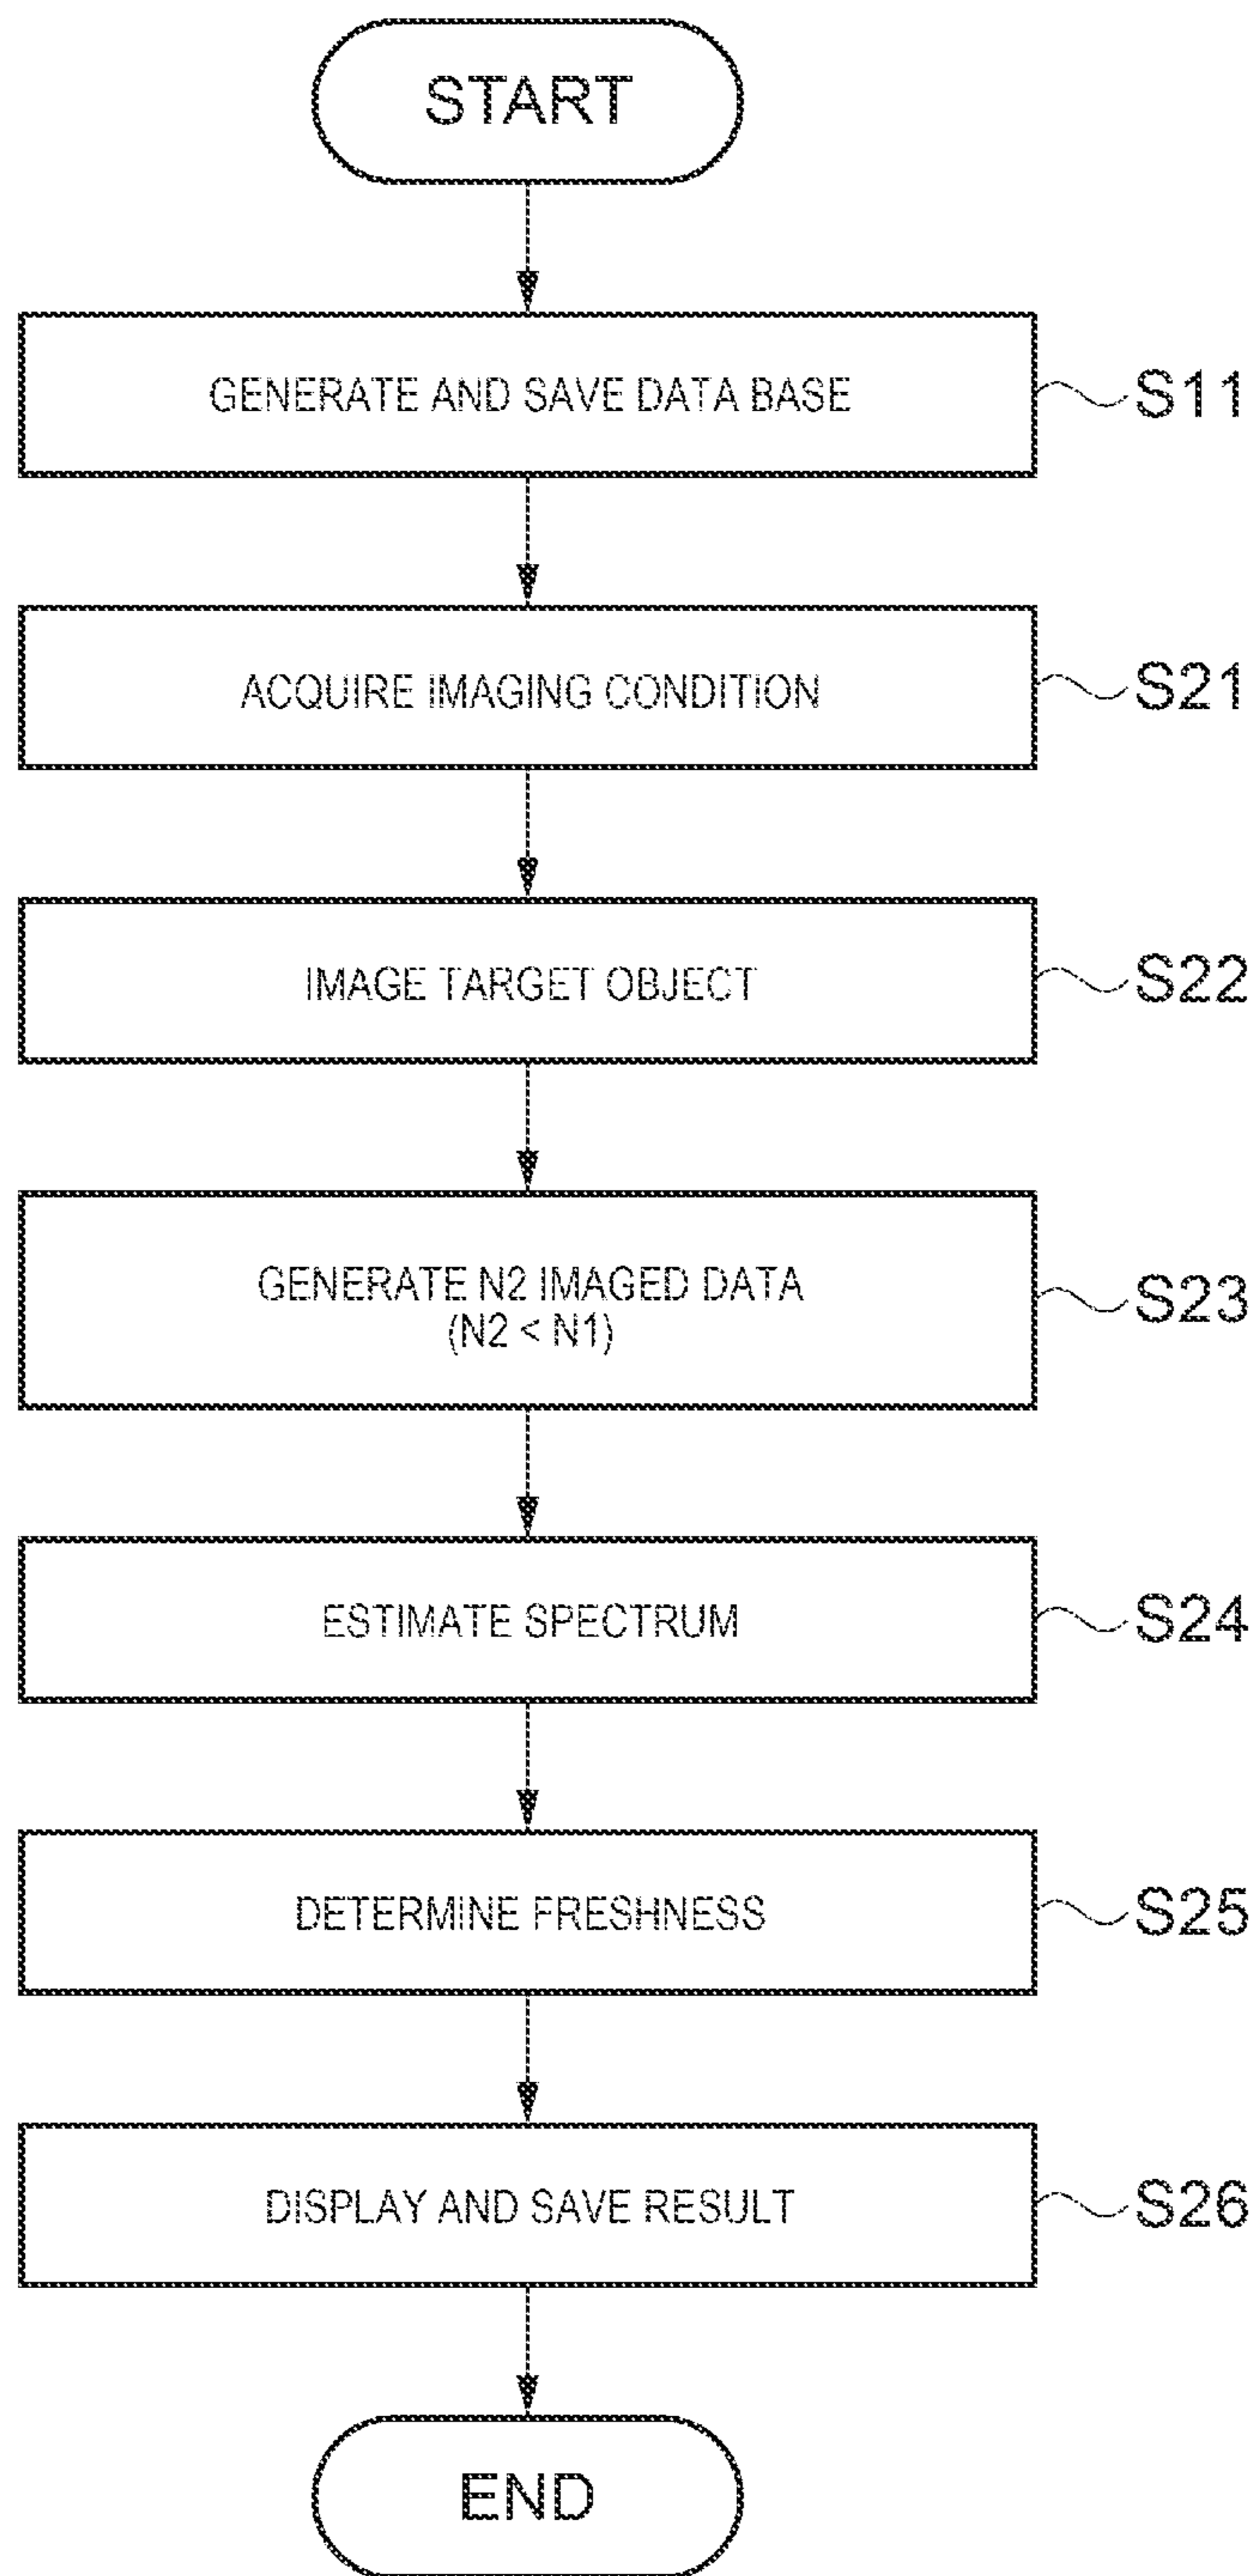 START
GENERATE AND SAVE DATA BASE
S11
ACQUIRE IMAGING CONDITION
S21
IMAGE TARGET OBJECT
S22
GENERATE N2 IMAGED DATA
(N2 < N1)
S23
ESTIMATE SPECTRUM
S24
DETERMINE FRESHNESS
S25
DISPLAY AND SAVE RESULT
S26
END